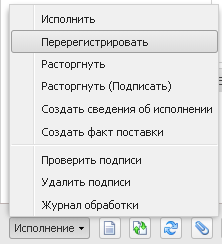 Исполнить
Перерегистрировать
Расторгнуть
Расторгнуть (Подписать)
Создать сведения об исполнении
Создать факт поставки
Проверить подписи
Удалить подписи
Журнал обработки
Исполнение